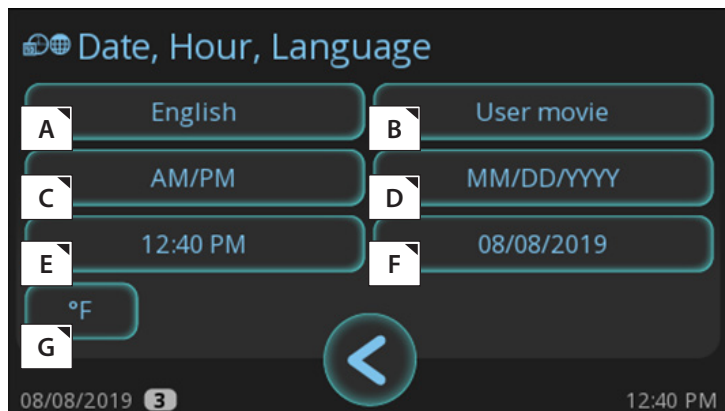 Date, Hour, Language
A English B User movie
C AM/PM D MM/DD/YYYY
E 12:40 PM F 08/08/2019
G °F
08/08/2019 3 12:40 PM